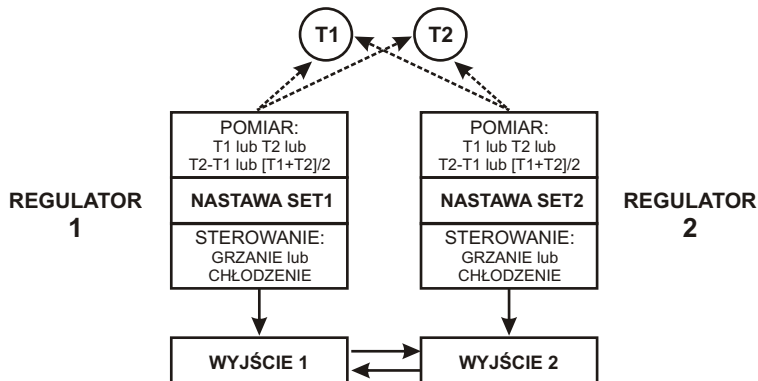 T1
T2
POMIAR:
T1 lub T2 lub
T2-T1 lub [T1+T2]/2
POMIAR:
T1 lub T2 lub
T2-T1 lub [T1+T2]/2
REGULATOR
1
NASTAWA SET1
NASTAWA SET2
REGULATOR
2
STEROWANIE:
GRZANIE lub
CHŁODZENIE
STEROWANIE:
GRZANIE lub
CHŁODZENIE
WYJŚCIE 1
WYJŚCIE 2